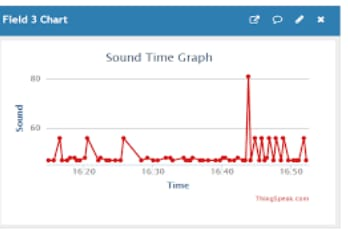 Field 3 Chart
Sound Time Graph
80
60
Sound
16:20 16:30 16:40 16:50
Time
ThingSpeak.com